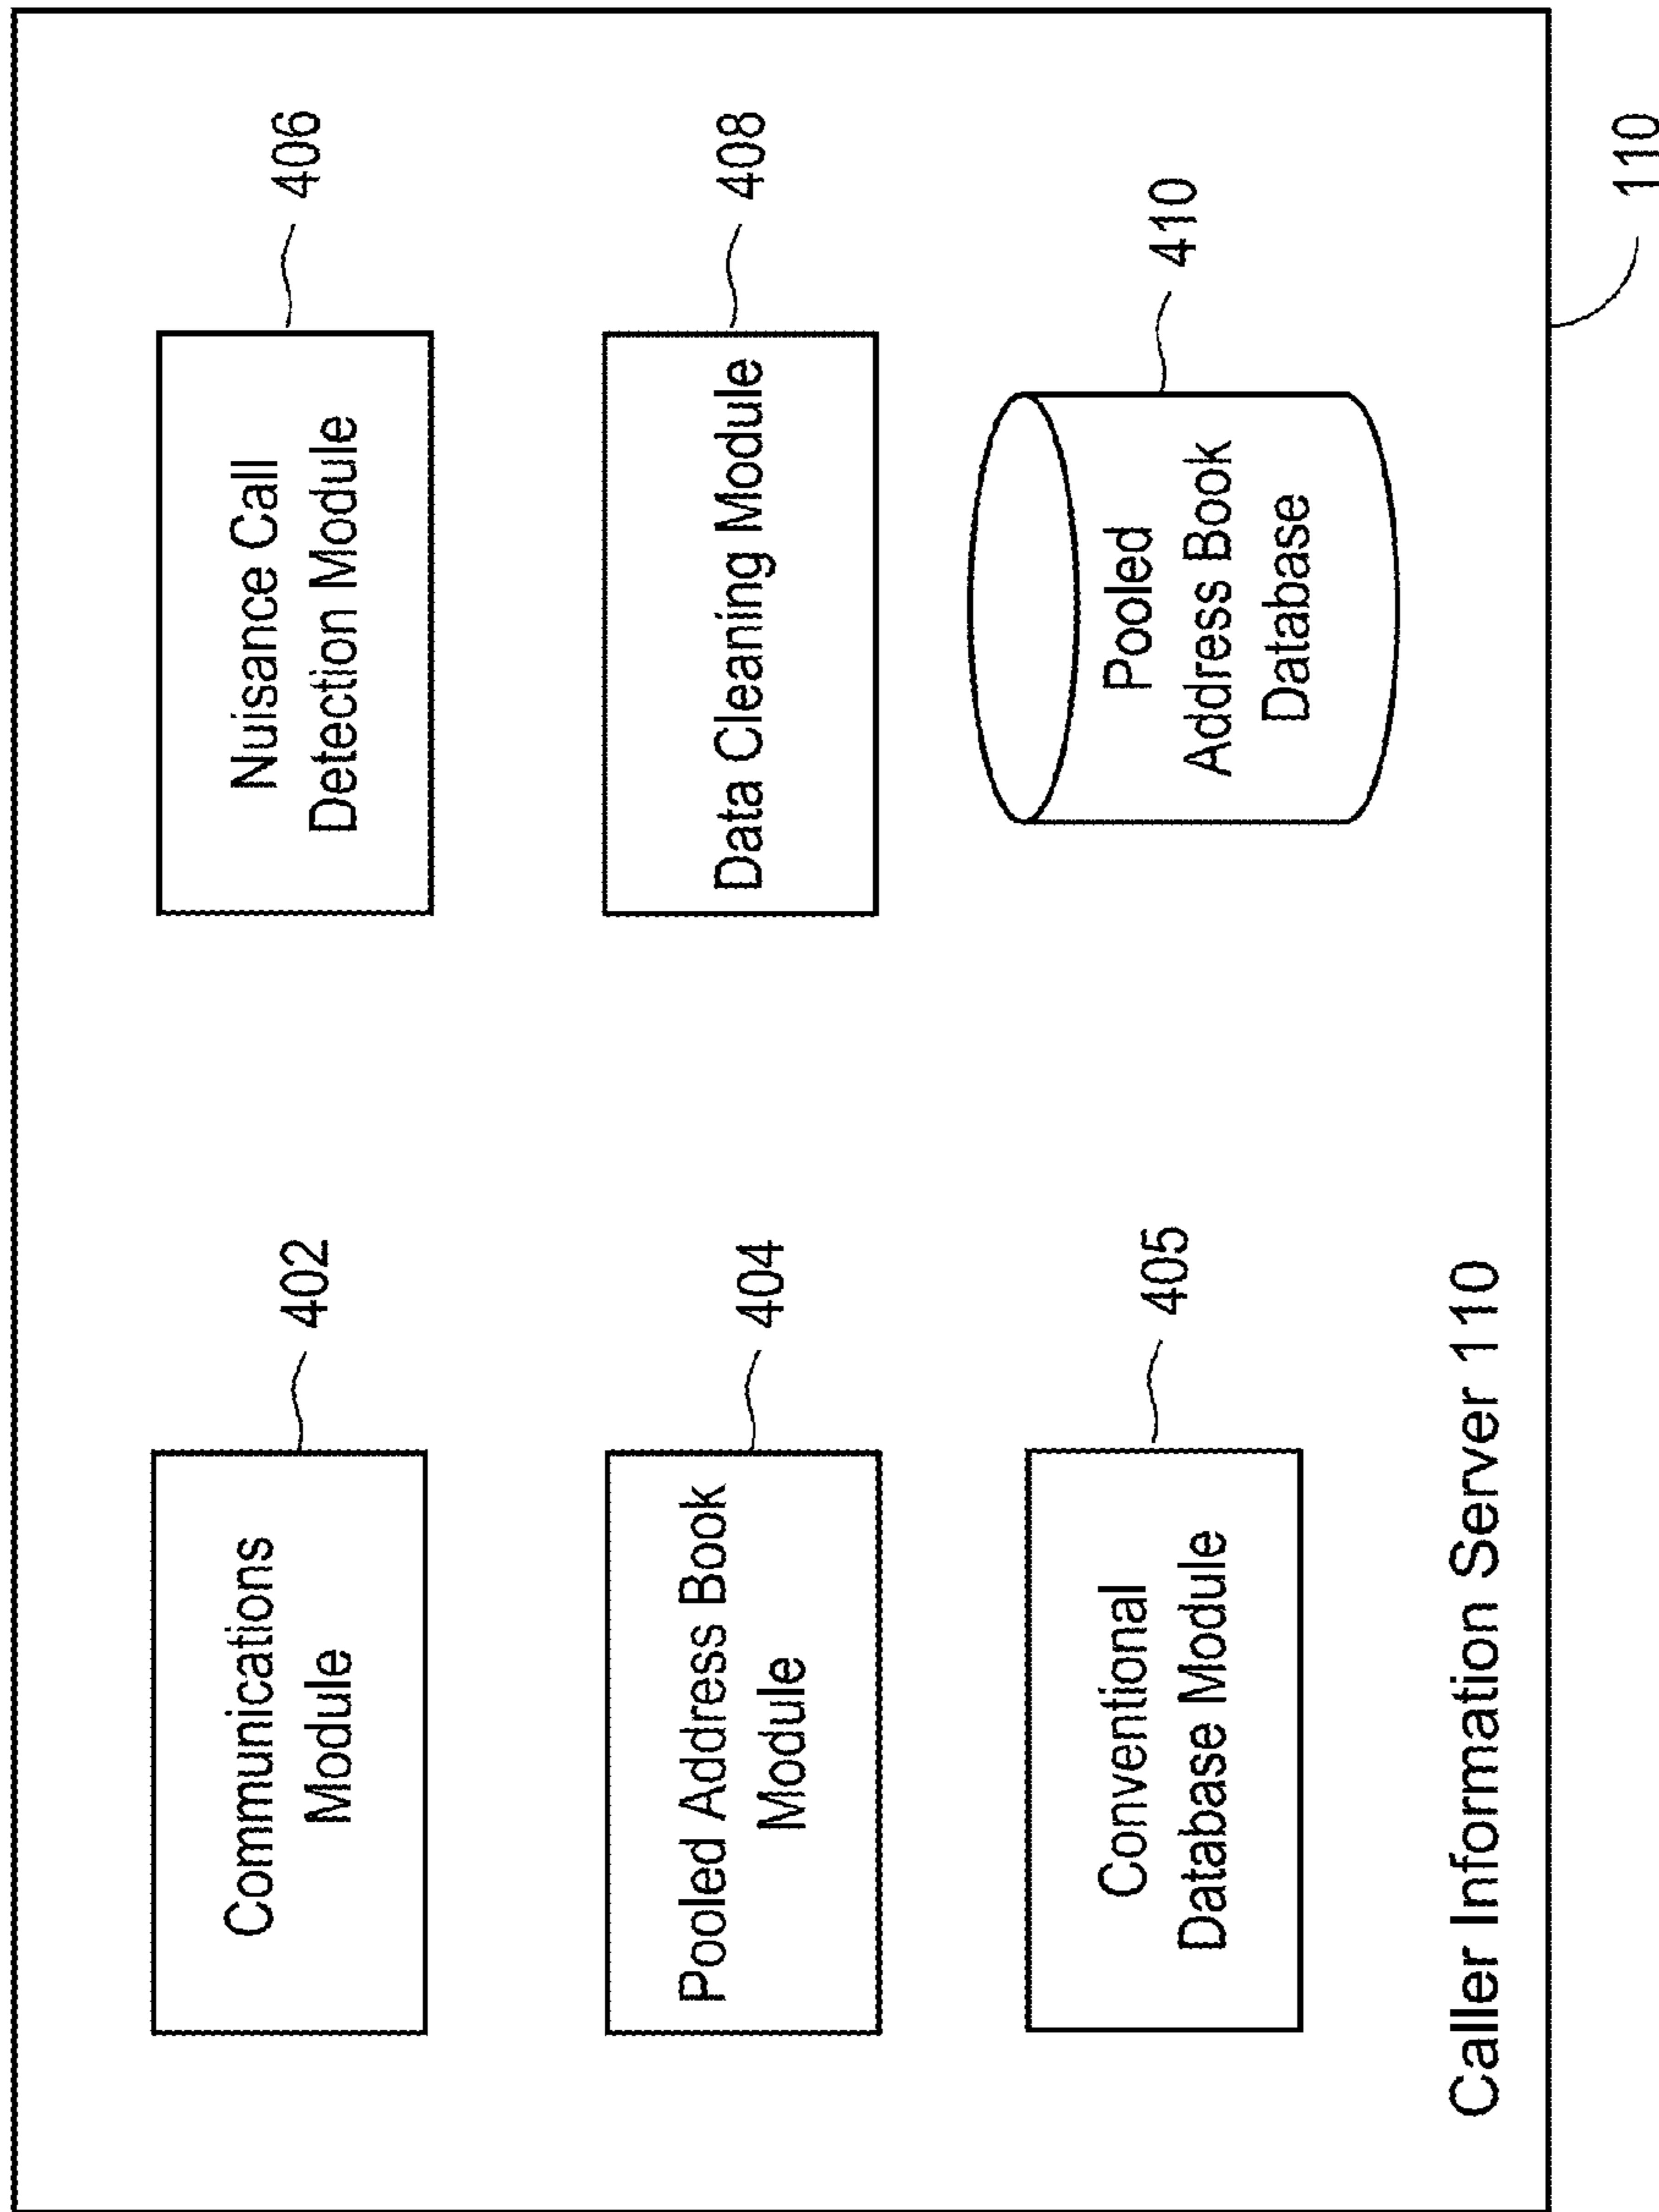 402
Communications
Module
406
Nuisance Call
Detection Module
404
Pooled Address Book
Module
408
Data Cleaning Module
405
Conventional
Database Module
410
Pooled
Address Book
Database
Caller Information Server 110
110